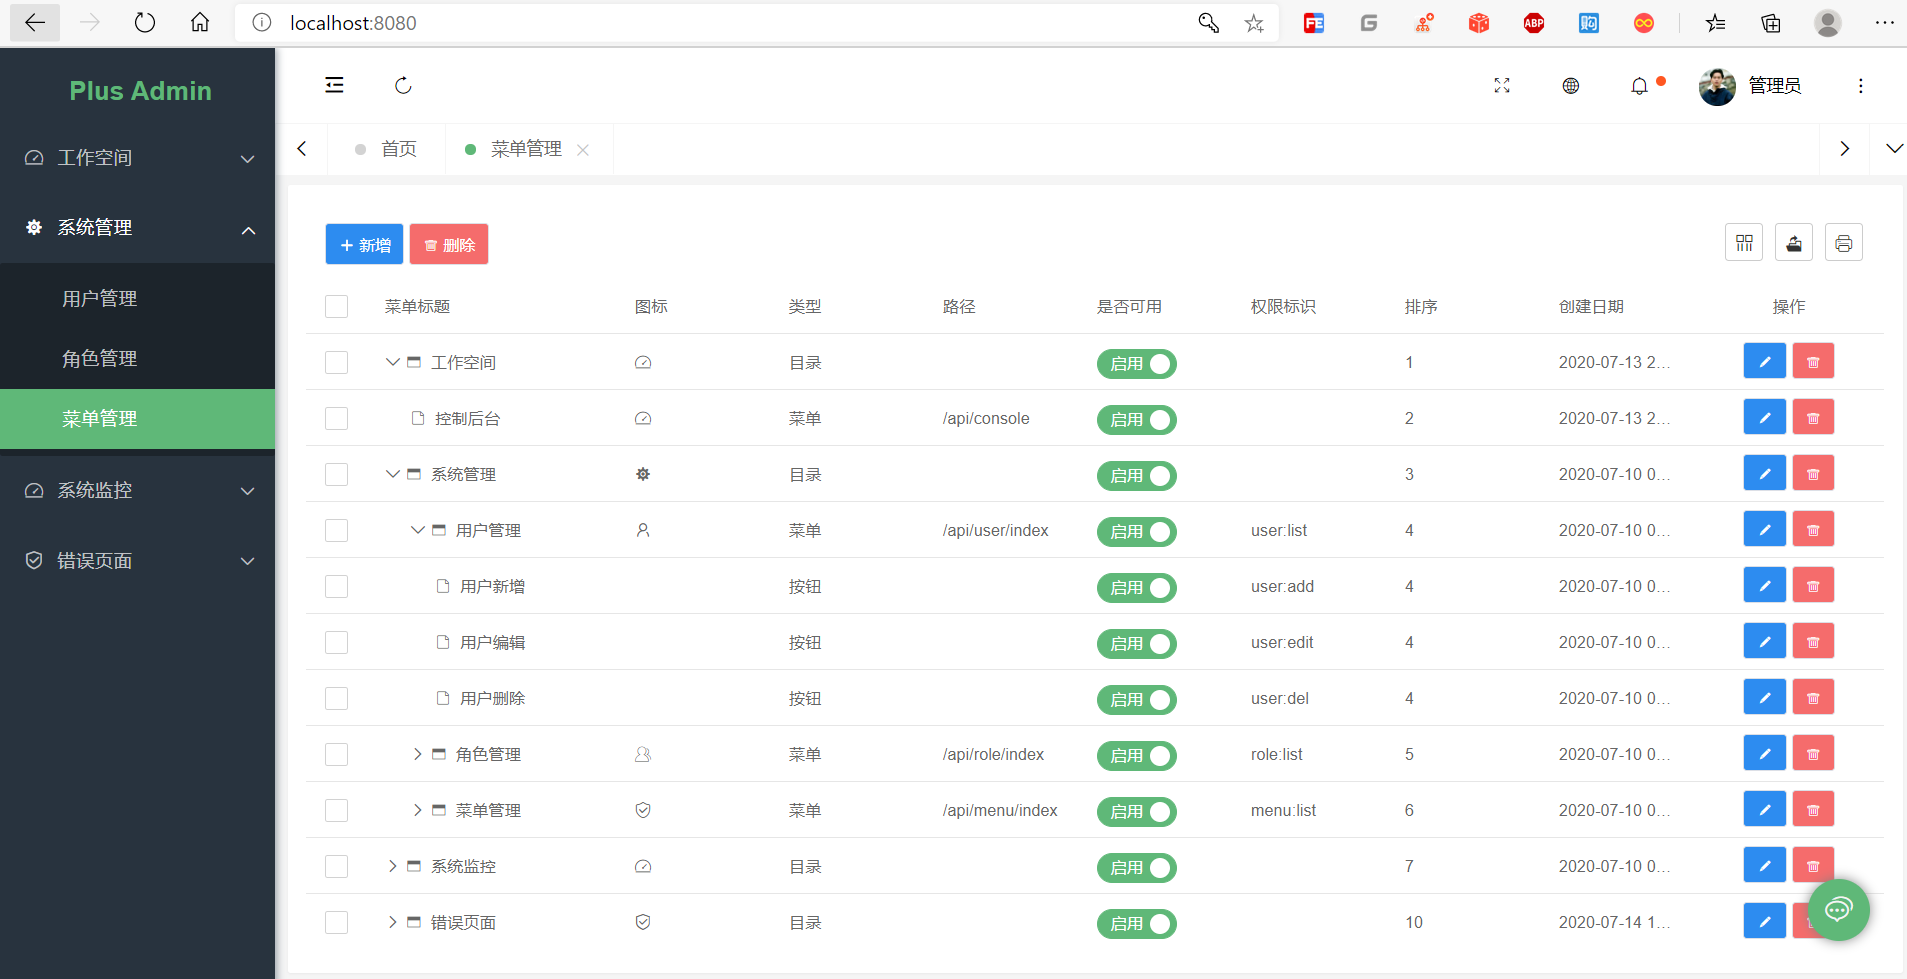 localhost:8080
FE
G
ABP
购
Plus Admin
管理员
工作空间
首页
菜单管理
系统管理
新增
删除
用户管理
角色管理
菜单管理
系统监控
错误页面
菜单标题 图标 类型 路径 是否可用 权限标识 排序 创建日期 操作
工作空间 目录 启用 1 2020-07-13 2...
控制后台 菜单 /api/console 启用 2 2020-07-13 2...
系统管理 目录 启用 3 2020-07-10 0...
用户管理 菜单 /api/user/index 启用 user:list 4 2020-07-10 0...
用户新增 按钮 启用 user:add 4 2020-07-10 0...
用户编辑 按钮 启用 user:edit 4 2020-07-10 0...
用户删除 按钮 启用 user:del 4 2020-07-10 0...
角色管理 菜单 /api/role/index 启用 role:list 5 2020-07-10 0...
菜单管理 菜单 /api/menu/index 启用 menu:list 6 2020-07-10 0...
系统监控 目录 启用 7 2020-07-10 0...
错误页面 目录 启用 10 2020-07-14 1...